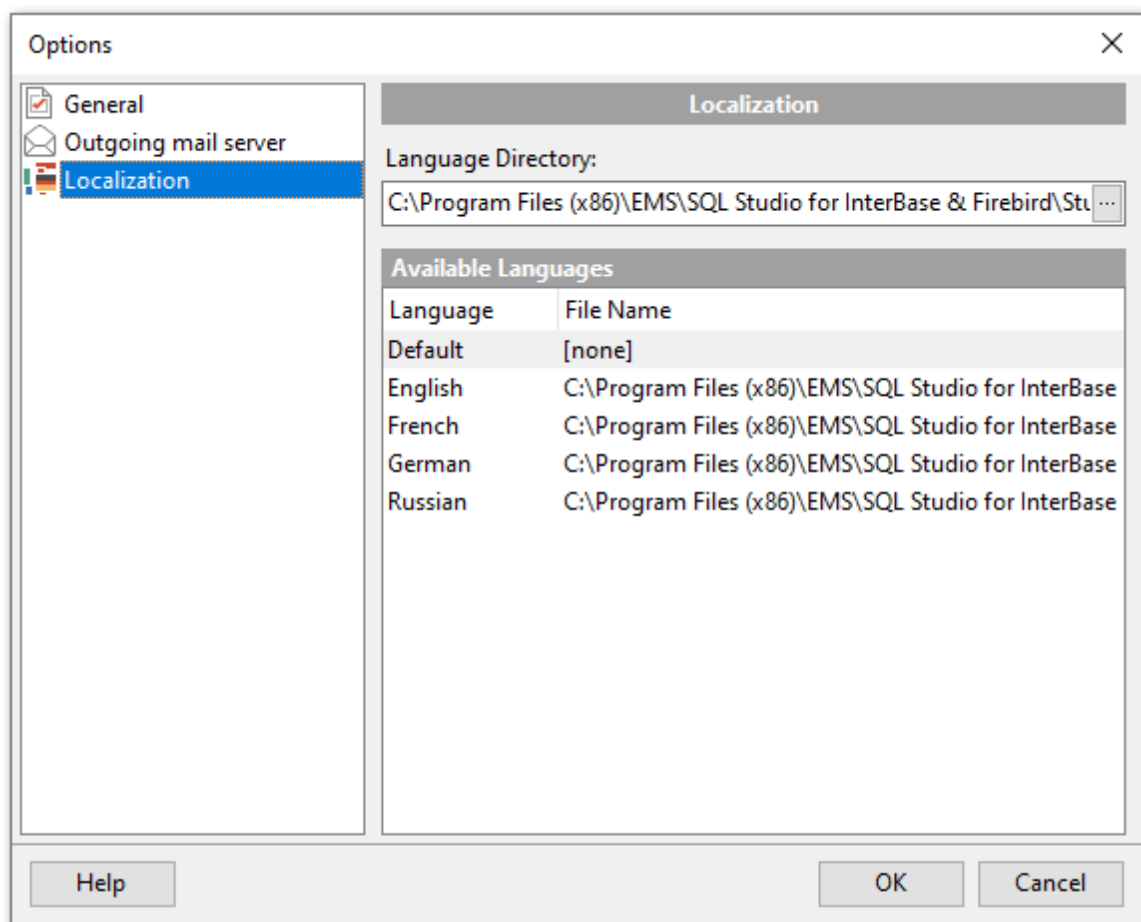 Options
General
Outgoing mail server
Localization
Localization
Language Directory:
C:\Program Files (x86)\EMS\SQL Studio for InterBase & Firebird\Stu ...
Available Languages
Language File Name
Default [none]
English C:\Program Files (x86)\EMS\SQL Studio for InterBase
French C:\Program Files (x86)\EMS\SQL Studio for InterBase
German C:\Program Files (x86)\EMS\SQL Studio for InterBase
Russian C:\Program Files (x86)\EMS\SQL Studio for InterBase
Help OK Cancel